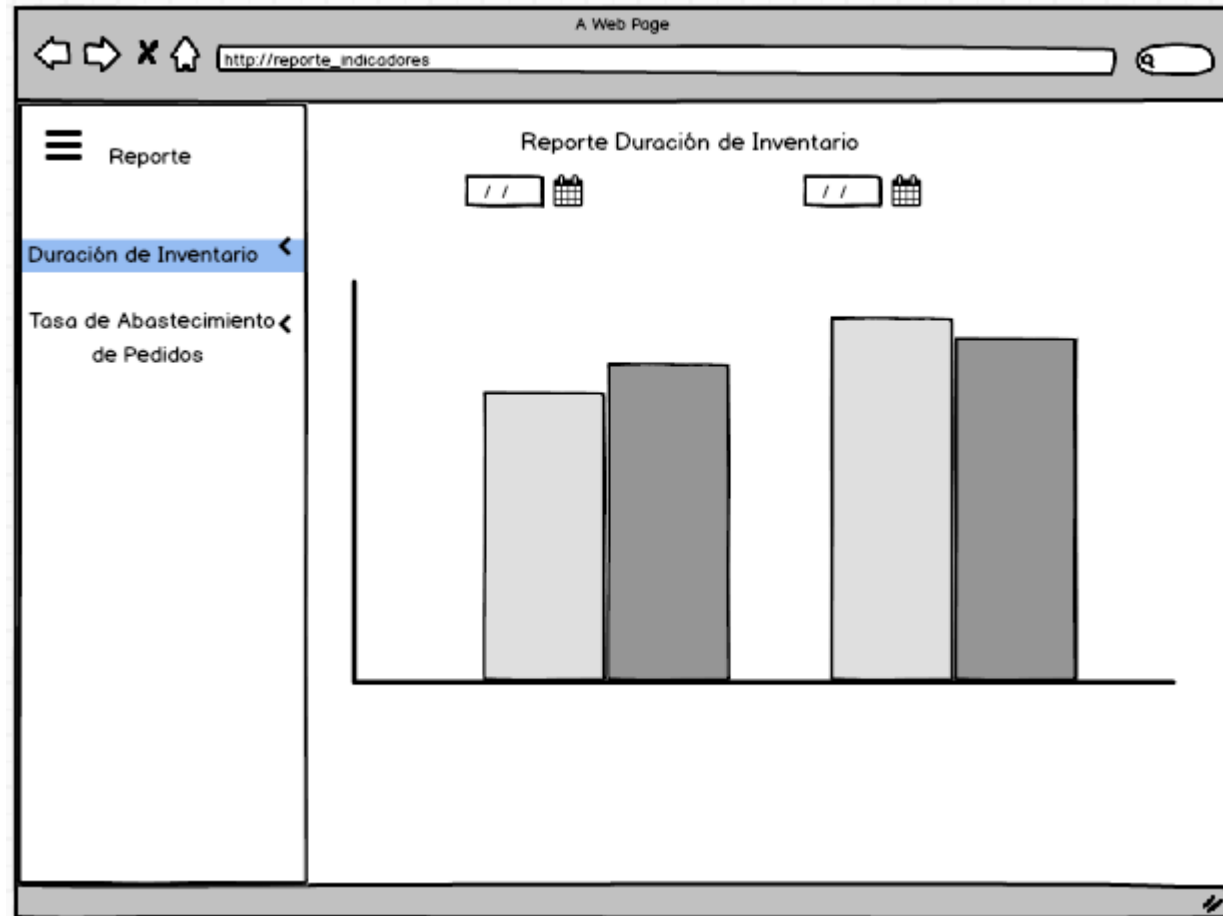 A Web Page
http://reporte_indicadores
Reporte
Duración de Inventario
Tasa de Abastecimiento
de Pedidos
Reporte Duración de Inventario
/ /
/ /